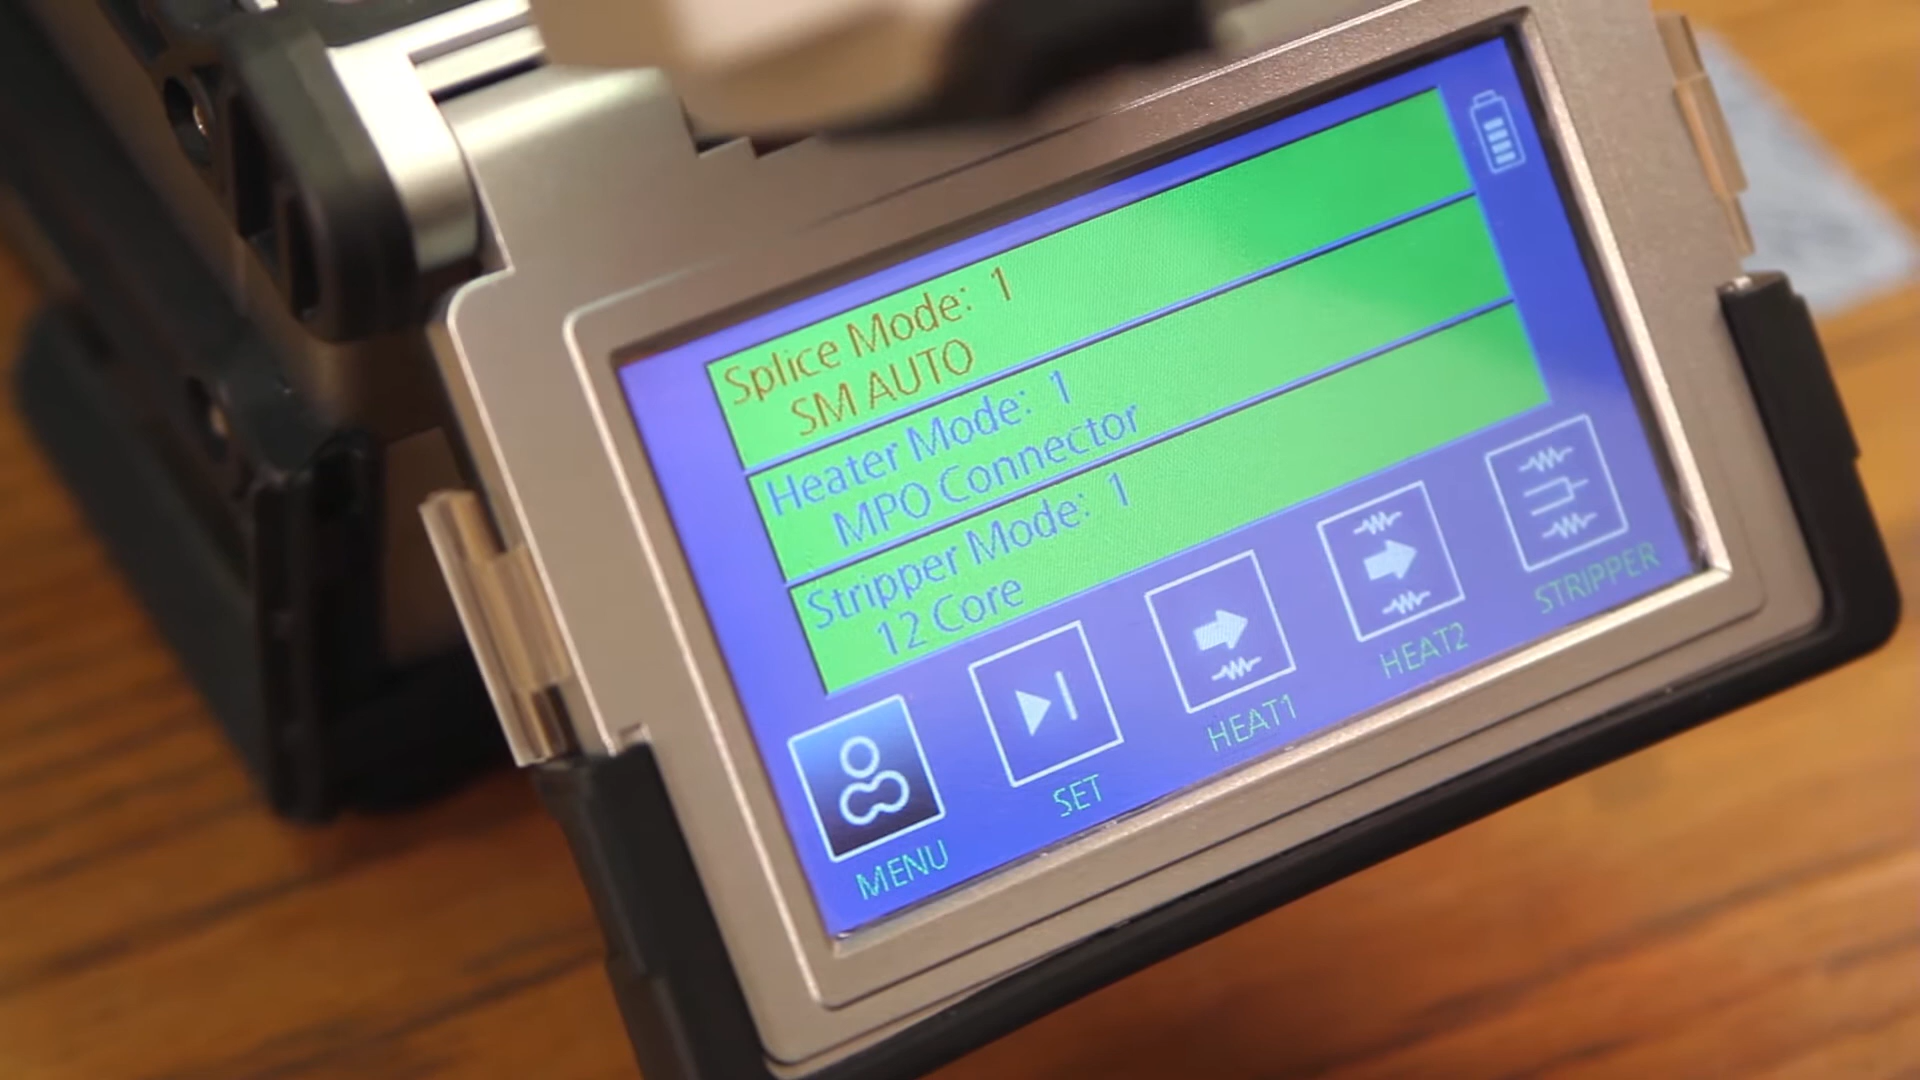 Splice Mode: 1
SM AUTO
Heater Mode: 1
MPO Connector
Stripper Mode: 1
12 Core
MENU
SET
HEAT1
HEAT2
STRIPPER